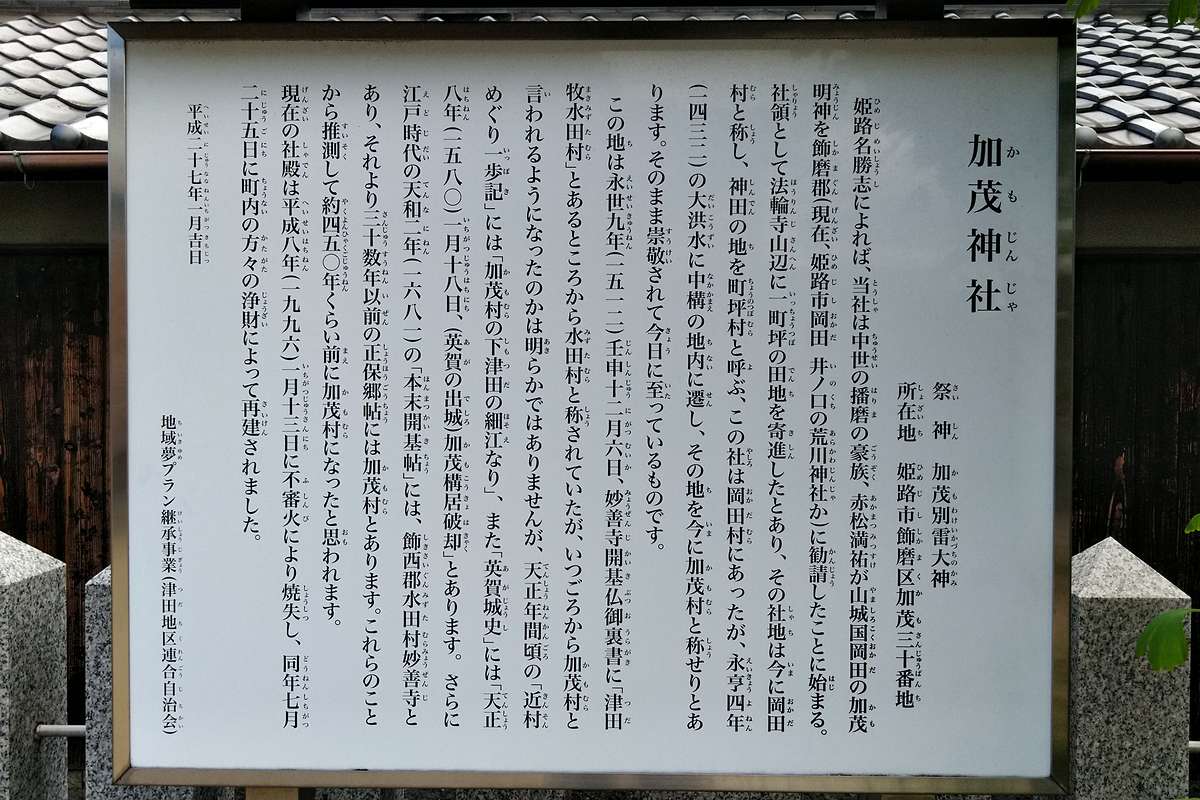 加茂神社
祭 神 加茂別雷大神
所在地 姫路市飾磨区加茂三十番地
姫路名勝志によれば、当社は中世の播磨の豪族、赤松満祐が山城国岡田の加茂
明神を飾磨郡(現在、姫路市岡田 井ノ口の荒川神社か)に勧請したことに始まる。
社領として法輪寺山辺に一町坪の田地を寄進したとあり、その社地は今に岡田
村と称し、神田の地を町坪村と呼ぶ、この社は岡田村にあったが、永亨四年
(一四三二)の大洪水に中構の地内に遷し、その地を今に加茂村と称せりとあ
ります。そのまま崇敬されて今日に至っているものです。
この地は永世九年(一五一二)壬申十二月六日、妙善寺開基仏御裏書に「津田
牧水田村」とあるところから水田村と称されていたが、いつごろから加茂村と
言われるようになったのかは明らかではありませんが、天正年間頃の「近村
めぐり一歩記」には「加茂村の下津田の細江なり」、また「英賀城史」には「天正
八年(一五八〇)一月十八日、(英賀の出城)加茂構居破却」とあります。さらに
江戸時代の天和二年(一六八二)の「本末開基帖」には、飾西郡水田村妙善寺と
あり、それより三十数年以前の正保郷帖には加茂村とあります。これらのこと
から推測して約四五〇年くらい前に加茂村になったと思われます。
現在の社殿は平成八年(一九九六)一月十三日に不審火により焼失し、同年七月
二十五日に町内の方々の浄財によって再建されました。
平成二十七年一月吉日
地域夢プラン継承事業(津田地区連合自治会)